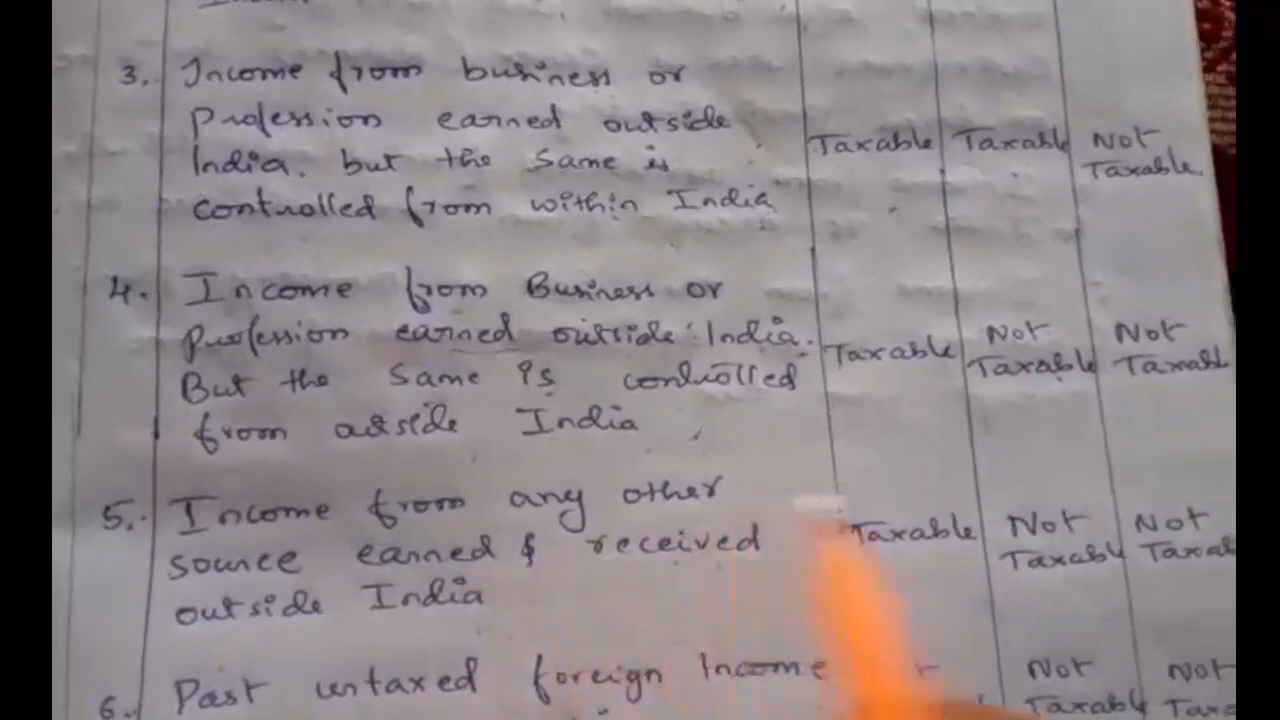 3. Income from business or
Profession earned outside
India. but the same is
controlled from within India
Taxable Taxable Not
Taxable
4. Income from Business or
Profession earned outside India.
But the same is controlled
from outside India
Taxable Not
Taxable Not
Taxable
5. Income from any other
source earned & received
outside India
Taxable Not
Taxable Not
Taxab
6. Past untaxed foreign Income
Not
Taxable Not
Taxa